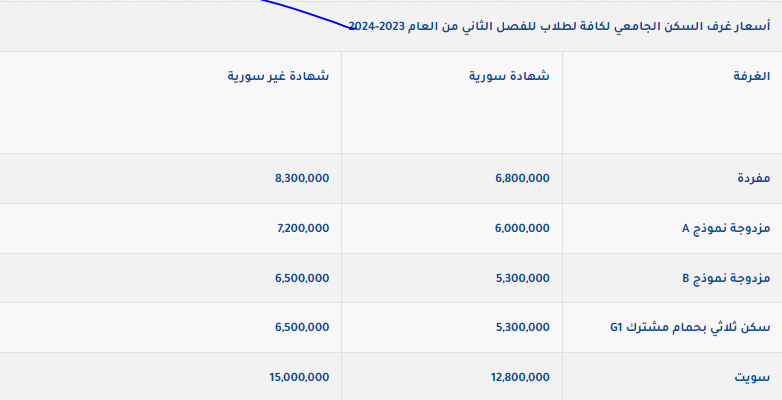 أسعار غرف السكن الجامعي لكافة لطلاب للفصل الثاني من العام 2023-2024
الغرفة شهادة سورية شهادة غير سورية
مفردة 6,800,000 8,300,000
مزدوجة نموذج A 6,000,000 7,200,000
مزدوجة نموذج B 5,300,000 6,500,000
سكن ثلاثي بحمام مشترك G1 5,300,000 6,500,000
سويت 12,800,000 15,000,000